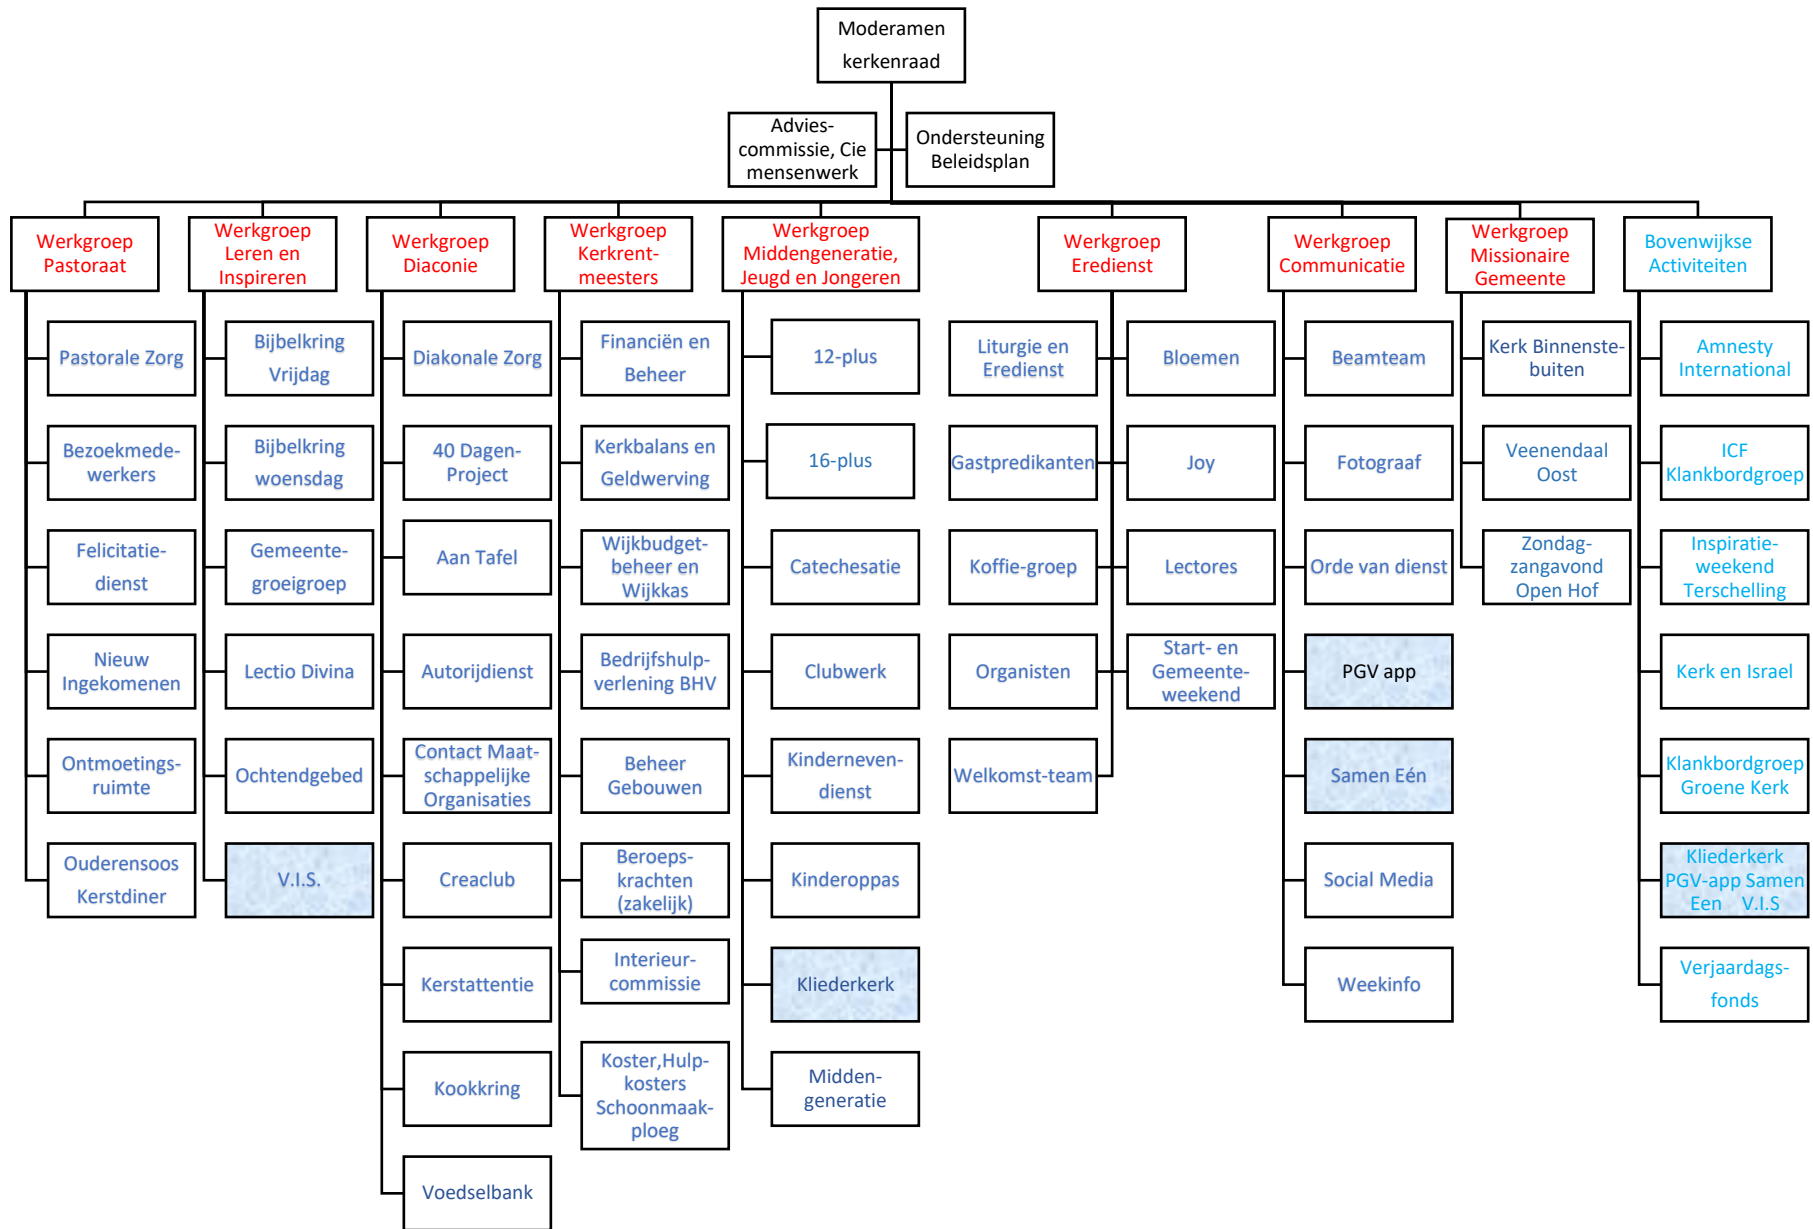 Moderamen
kerkenraad
Advies-
commissie, Cie
mensenwerk
Ondersteuning
Beleidsplan
Werkgroep
Pastoraat
Werkgroep
Leren en
Inspireren
Werkgroep
Diaconie
Werkgroep
Kerkrent-
meesters
Werkgroep
Middengeneratie,
Jeugd en Jongeren
Werkgroep
Eredienst
Werkgroep
Communicatie
Werkgroep
Missionaire
Gemeente
Bovenwijkse
Activiteiten
Pastorale Zorg
Bezoekmede-
werkers
Felicitatie-
dienst
Nieuw
Ingekomenen
Ontmoetings-
ruimte
Ouderensoos
Kerstdiner
Bijbelkring
Vrijdag
Bijbelkring
woensdag
Gemeente-
groeigroep
Lectio Divina
Ochtendgebed
V.I.S.
Diakonale Zorg
40 Dagen-
Project
Aan Tafel
Autorijdienst
Contact Maat-
schappelijke
Organisaties
Creaclub
Kerstattentie
Kookkring
Voedselbank
Financiën en
Beheer
Kerkbalans en
Geldwerving
Wijkbudget-
beheer en
Wijkkas
Bedrijfshulp-
verlening BHV
Beheer
Gebouwen
Beroeps-
krachten
(zakelijk)
Interieur-
commissie
Koster,Hulp-
kosters
Schoonmaak-
ploeg
12-plus
16-plus
Catechesatie
Clubwerk
Kinderneven-
dienst
Kinderoppas
Kliederkerk
Midden-
generatie
Liturgie en
Eredienst
Gastpredikanten
Koffie-groep
Organisten
Welkomst-team
Bloemen
Joy
Lectores
Start- en
Gemeente-
weekend
Beamteam
Fotograaf
Orde van dienst
PGV app
Samen Eén
Social Media
Weekinfo
Kerk Binnenste-
buiten
Veenendaal
Oost
Zondag-
zangavond
Open Hof
Amnesty
International
ICF
Klankbordgroep
Inspiratie-
weekend
Terschelling
Kerk en Israel
Klankbordgroep
Groene Kerk
Kliederkerk
PGV-app Samen
Een V.I.S
Verjaardags-
fonds